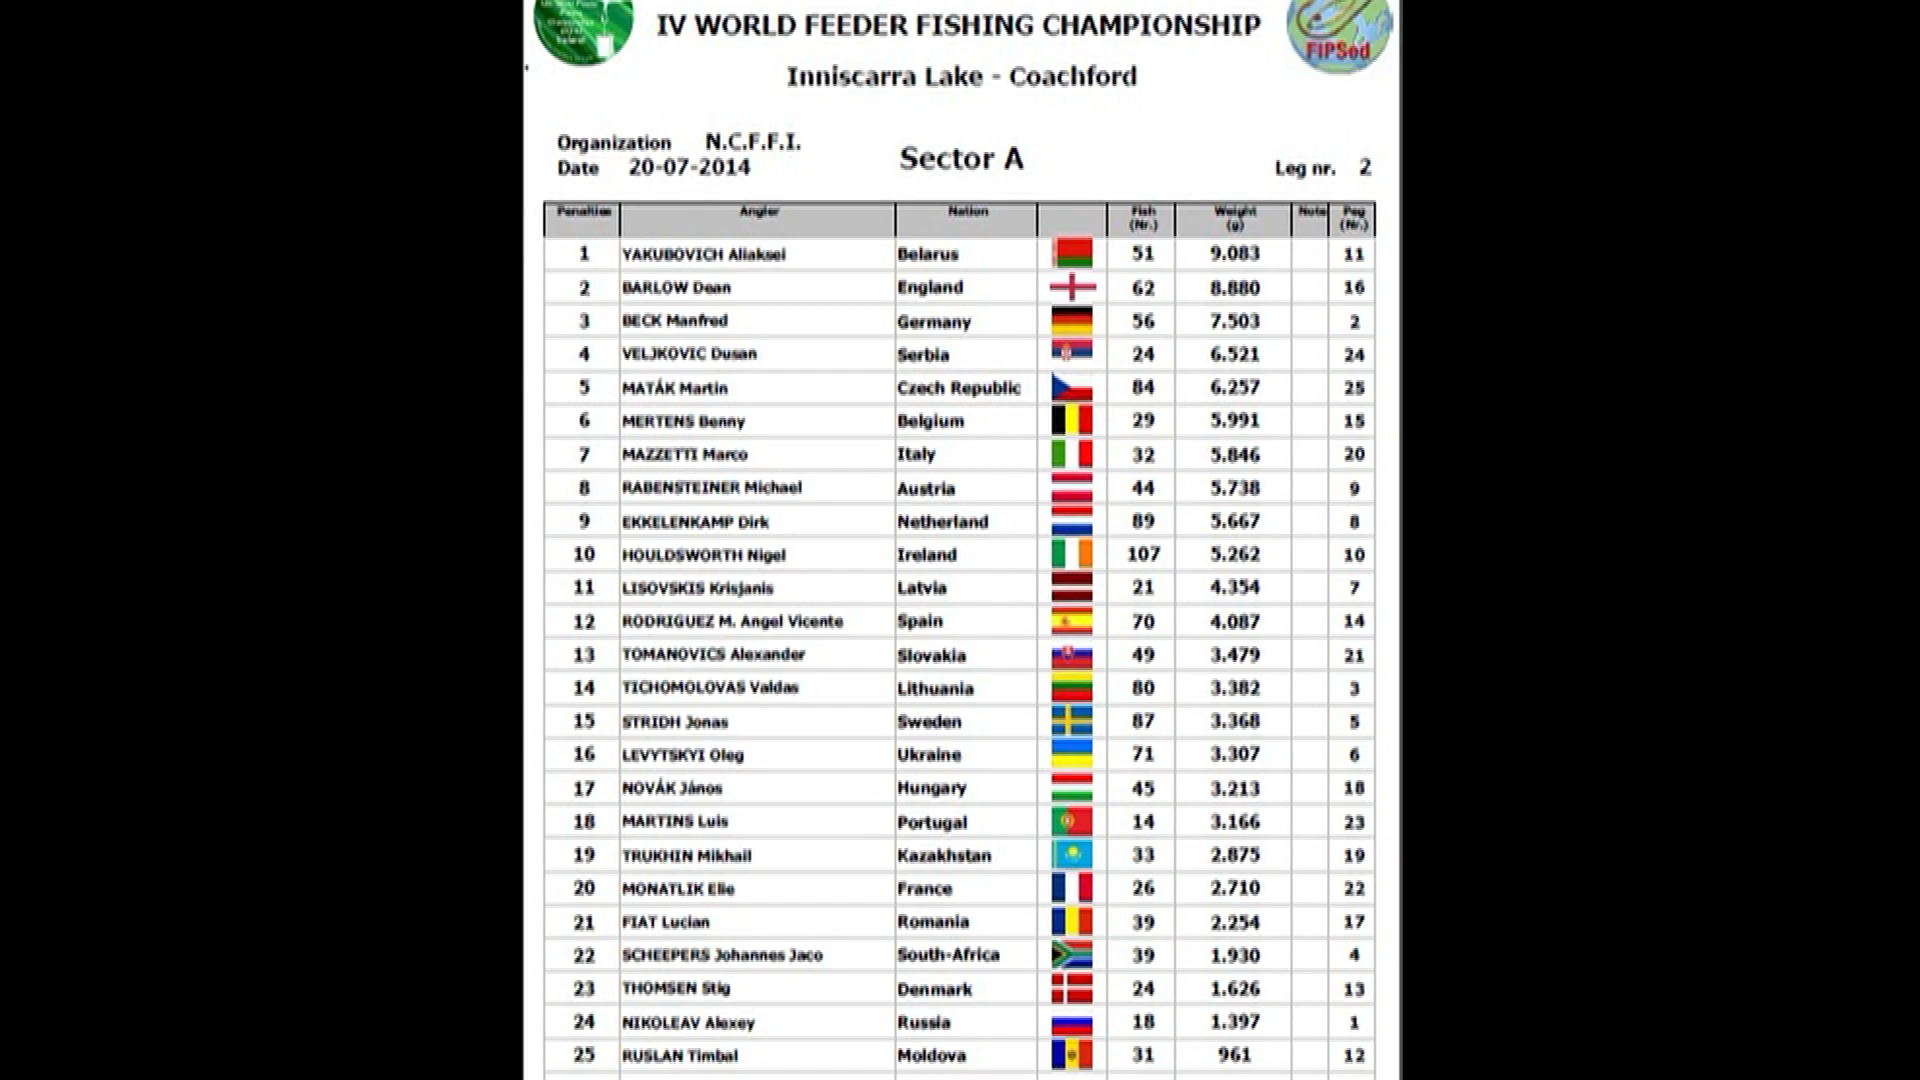 IV WORLD FEEDER FISHING CHAMPIONSHIP
FIPSed
Inniscarra Lake - Coachford
Organization N.C.F.F.I.
Date 20-07-2014
Sector A
Leg nr. 2
Penalties Angler Nation Fish (Nr.) Weight (g) Note Peg (Nr.)
1 YAKUBOVICH Aliaksei Belarus 51 9.083 11
2 BARLOW Dean England 62 8.880 16
3 BECK Manfred Germany 56 7.503 2
4 VELJKOVIC Dusan Serbia 24 6.521 24
5 MATÁK Martin Czech Republic 84 6.257 25
6 MERTENS Benny Belgium 29 5.991 15
7 MAZZETTI Marco Italy 32 5.846 20
8 RABENSTEINER Michael Austria 44 5.738 9
9 EKKELENKAMP Dirk Netherland 89 5.667 8
10 HOULDSWORTH Nigel Ireland 107 5.262 10
11 LISOVSKIS Krisjanis Latvia 21 4.354 7
12 RODRIGUEZ M. Angel Vicente Spain 70 4.087 14
13 TOMANOVICS Alexander Slovakia 49 3.479 21
14 TICHOMOLOVAS Valdas Lithuania 80 3.382 3
15 STRIDH Jonas Sweden 87 3.368 5
16 LEVYTSKYI Oleg Ukraine 71 3.307 6
17 NOVÁK János Hungary 45 3.213 18
18 MARTINS Luis Portugal 14 3.166 23
19 TRUKHIN Mikhail Kazakhstan 33 2.875 19
20 MONATLIK Elie France 26 2.710 22
21 FIAT Lucian Romania 39 2.254 17
22 SCHEEPERS Johannes Jaco South-Africa 39 1.930 4
23 THOMSEN Stig Denmark 24 1.626 13
24 NIKOLEAV Alexey Russia 18 1.397 1
25 RUSLAN Timbal Moldova 31 961 12